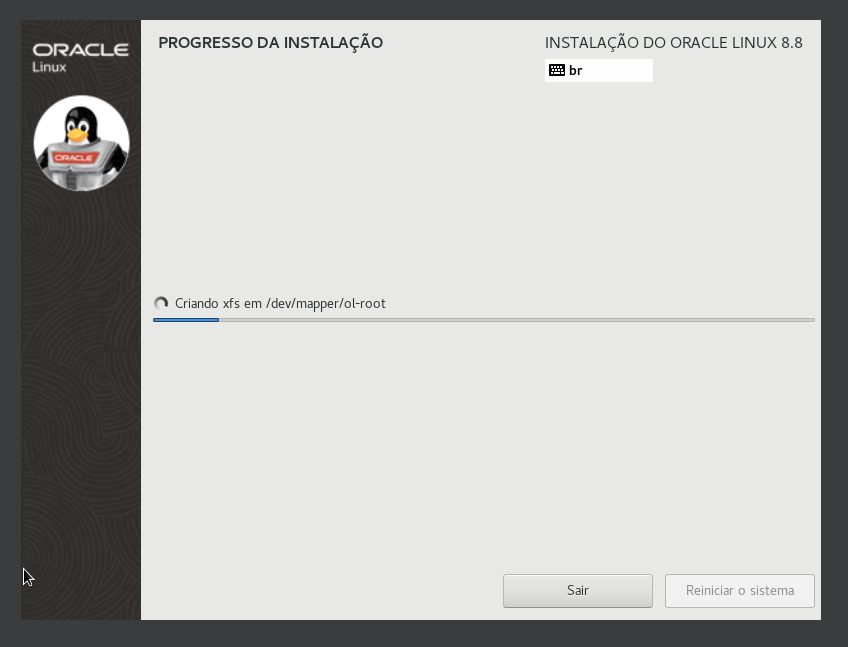 ORACLE
Linux
ORACLE
PROGRESSO DA INSTALAÇÃO
INSTALAÇÃO DO ORACLE LINUX 8.8
br
Criando xfs em /dev/mapper/ol-root
Sair
Reiniciar o sistema